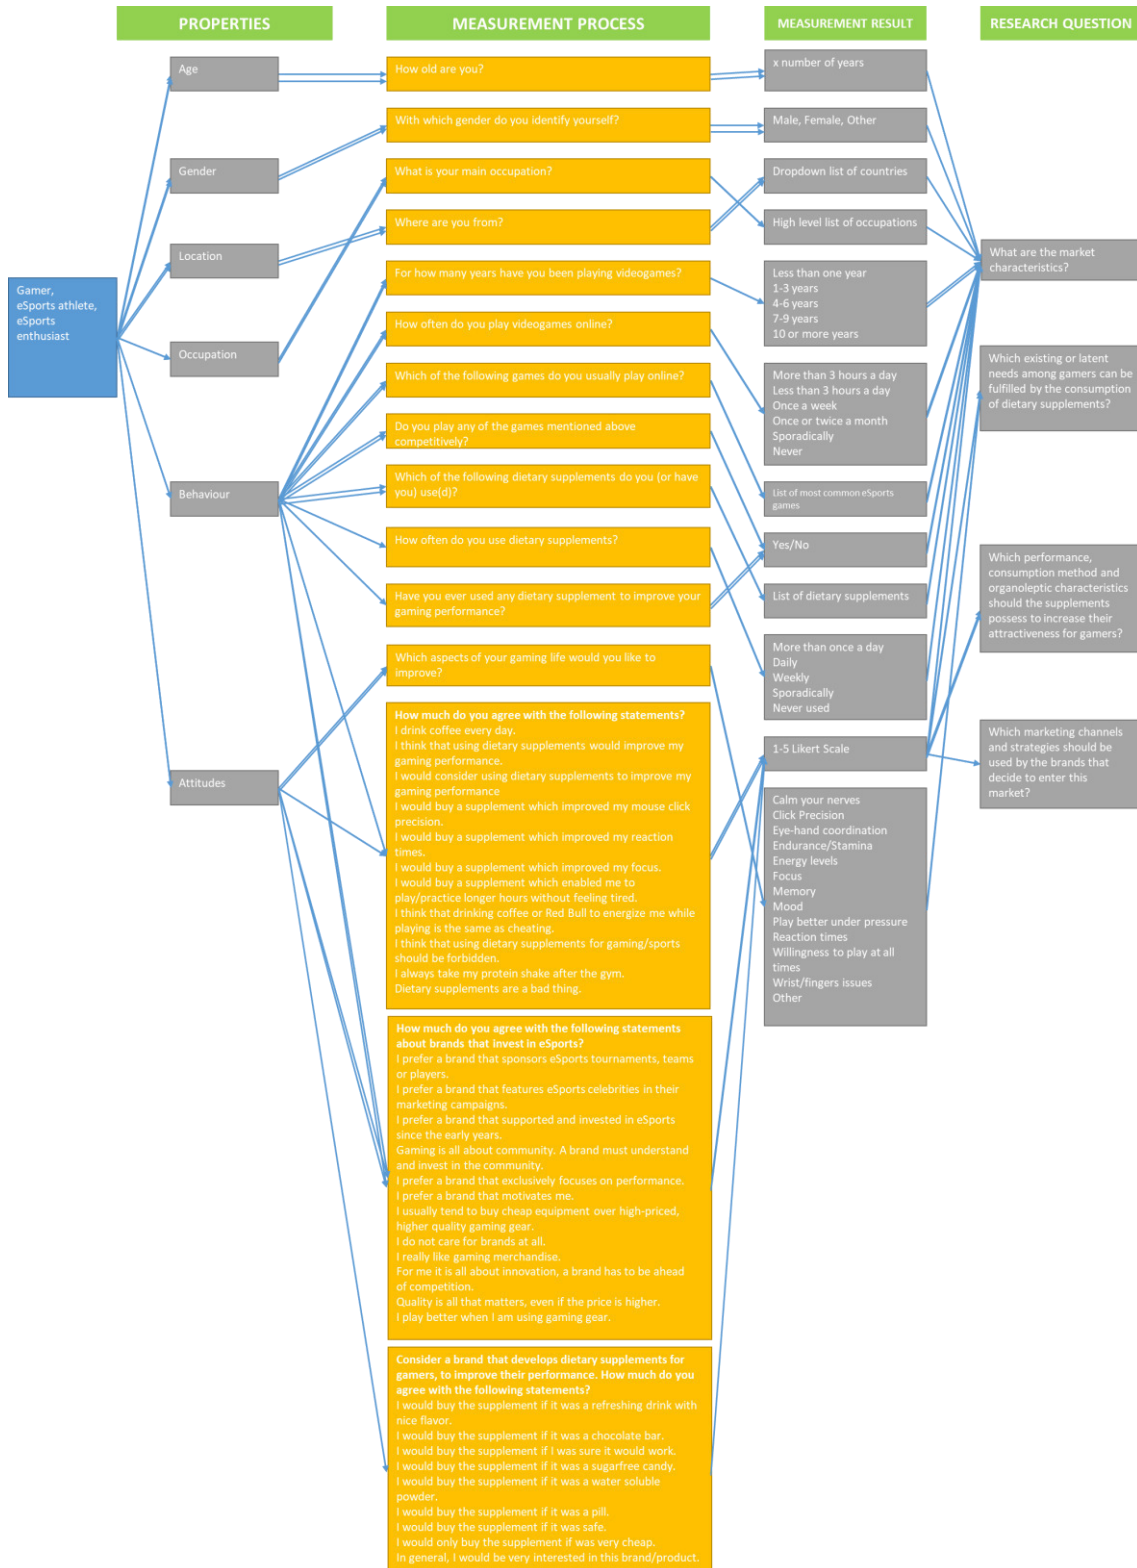 PROPERTIES
MEASUREMENT PROCESS
MEASUREMENT RESULT
RESEARCH QUESTION
Gamer,
eSports athlete,
eSports
enthusiast
Age
Gender
Location
Occupation
Behaviour
Attitudes
How old are you?
With which gender do you identify yourself?
What is your main occupation?
Where are you from?
For how many years have you been playing videogames?
How often do you play videogames online?
Which of the following games do you usually play online?
Do you play any of the games mentioned above
competitively?
Which of the following dietary supplements do you (or have
you) use(d)?
How often do you use dietary supplements?
Have you ever used any dietary supplement to improve your
gaming performance?
Which aspects of your gaming life would you like to
improve?
How much do you agree with the following statements?
I drink coffee every day.
I think that using dietary supplements would improve my
gaming performance.
I would consider using dietary supplements to improve my
gaming performance
I would buy a supplement which improved my mouse click
precision.
I would buy a supplement which improved my reaction
times.
I would buy a supplement which improved my focus.
I would buy a supplement which enabled me to
play/practice longer hours without feeling tired.
I think that drinking coffee or Red Bull to energize me while
playing is the same as cheating.
I think that using dietary supplements for gaming/sports
should be forbidden.
I always take my protein shake after the gym.
Dietary supplements are a bad thing.
How much do you agree with the following statements
about brands that invest in eSports?
I prefer a brand that sponsors eSports tournaments, teams
or players.
I prefer a brand that features eSports celebrities in their
marketing campaigns.
I prefer a brand that supported and invested in eSports
since the early years.
Gaming is all about community. A brand must understand
and invest in the community.
I prefer a brand that exclusively focuses on performance.
I prefer a brand that motivates me.
I usually tend to buy cheap equipment over high-priced,
higher quality gaming gear.
I do not care for brands at all.
I really like gaming merchandise.
For me it is all about innovation, a brand has to be ahead
of competition.
Quality is all that matters, even if the price is higher.
I play better when I am using gaming gear.
Consider a brand that develops dietary supplements for
gamers, to improve their performance. How much do you
agree with the following statements?
I would buy the supplement if it was a refreshing drink with
nice flavor.
I would buy the supplement if it was a chocolate bar.
I would buy the supplement if I was sure it would work.
I would buy the supplement if it was a sugarfree candy.
I would buy the supplement if it was a water soluble
powder.
I would buy the supplement if it was a pill.
I would buy the supplement if it was safe.
I would only buy the supplement if was very cheap.
In general, I would be very interested in this brand/product.
x number of years
Male, Female, Other
Dropdown list of countries
High level list of occupations
Less than one year
1-3 years
4-6 years
7-9 years
10 or more years
More than 3 hours a day
Less than 3 hours a day
Once a week
Once or twice a month
Sporadically
Never
List of most common eSports
games
Yes/No
List of dietary supplements
More than once a day
Daily
Weekly
Sporadically
Never used
1-5 Likert Scale
Calm your nerves
Click Precision
Eye-hand coordination
Endurance/Stamina
Energy levels
Focus
Memory
Mood
Play better under pressure
Reaction times
Willingness to play at all
times
Wrist/fingers issues
Other
What are the market
characteristics?
Which existing or latent
needs among gamers can be
fulfilled by the consumption
of dietary supplements?
Which performance,
consumption method and
organoleptic characteristics
should the supplements
possess to increase their
attractiveness for gamers?
Which marketing channels
and strategies should be
used by the brands that
decide to enter this
market?